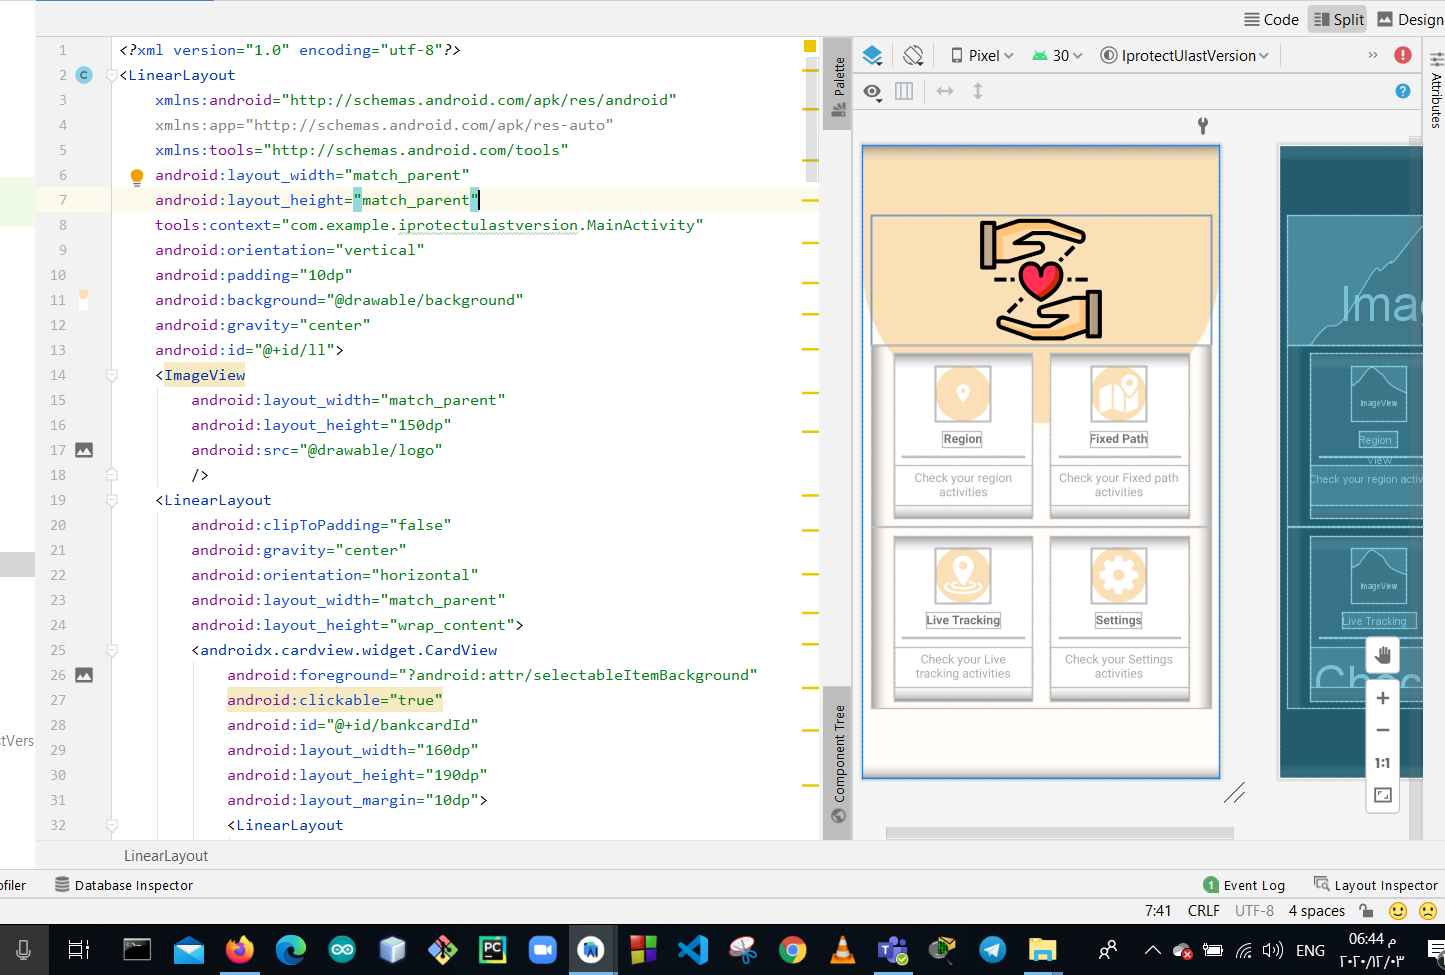 Code Split Design
1 <?xml version="1.0" encoding="utf-8"?>
2 <LinearLayout
3 xmlns:android="http://schemas.android.com/apk/res/android"
4 xmlns:app="http://schemas.android.com/apk/res-auto"
5 xmlns:tools="http://schemas.android.com/tools"
6 android:layout_width="match_parent"
7 android:layout_height="match_parent"
8 tools:context="com.example.iprotectulastversion.MainActivity"
9 android:orientation="vertical"
10 android:padding="10dp"
11 android:background="@drawable/background"
12 android:gravity="center"
13 android:id="@+id/ll">
14 <ImageView
15 android:layout_width="match_parent"
16 android:layout_height="150dp"
17 android:src="@drawable/logo"
18 />
19 <LinearLayout
20 android:clipToPadding="false"
21 android:gravity="center"
22 android:orientation="horizontal"
23 android:layout_width="match_parent"
24 android:layout_height="wrap_content">
25 <androidx.cardview.widget.CardView
26 android:foreground="?android:attr/selectableItemBackground"
27 android:clickable="true"
28 android:id="@+id/bankcardId"
29 android:layout_width="160dp"
30 android:layout_height="190dp"
31 android:layout_margin="10dp">
32 <LinearLayout
C
stVers
Palette
Component Tree
Pixel 30 IprotectUlastVersion »
Attributes
Region
Check your region
activities
Fixed Path
Check your Fixed path
activities
Live Tracking
Check your Live
tracking activities
Settings
Check your Settings
activities
Imag
ImageView
Region
View
Check your region activ
ImageView
Live Tracking
Chec
+
−
1:1
LinearLayout
ofiler Database Inspector
1 Event Log Layout Inspector
7:41 CRLF UTF-8 4 spaces
PC
ENG
06:44 م
٢٠٢٠/١٢/٠٣